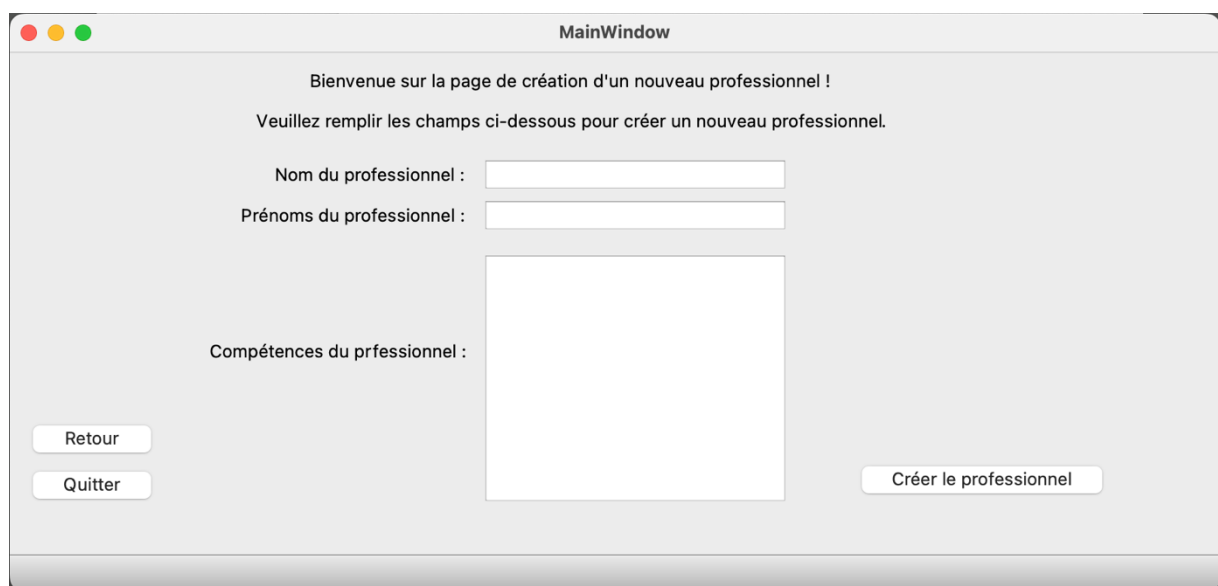 MainWindow
Bienvenue sur la page de création d'un nouveau professionnel !
Veuillez remplir les champs ci-dessous pour créer un nouveau professionnel.
Nom du professionnel :
Prénoms du professionnel :
Compétences du prfessionnel :
Retour
Quitter
Créer le professionnel